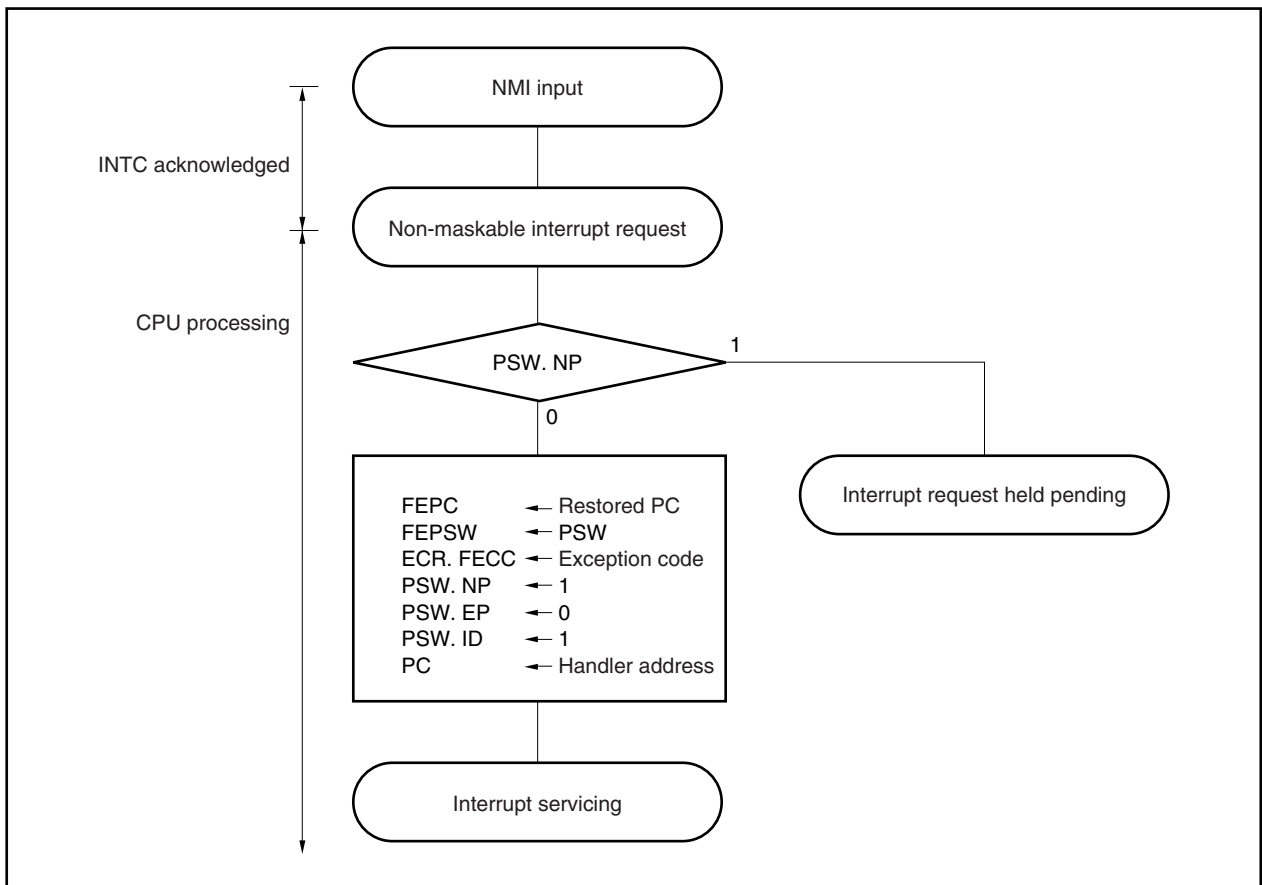 NMI input
INTC acknowledged
Non-maskable interrupt request
CPU processing
PSW. NP
1
0
FEPC ← Restored PC
FEPSW ← PSW
ECR. FECC ← Exception code
PSW. NP ← 1
PSW. EP ← 0
PSW. ID ← 1
PC ← Handler address
Interrupt request held pending
Interrupt servicing